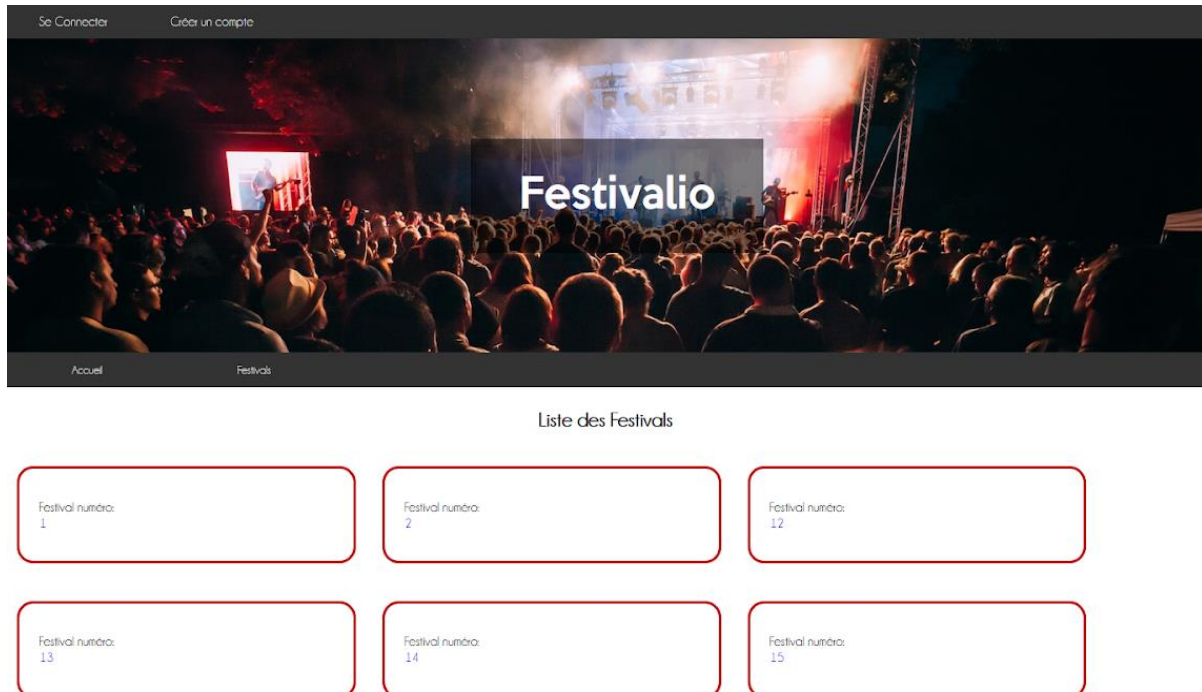 Se Connecter Créer un compte
Festivalio
Accueil Festivals
Liste des Festivals
Festival numéro:
1
Festival numéro:
2
Festival numéro:
12
Festival numéro:
13
Festival numéro:
14
Festival numéro:
15